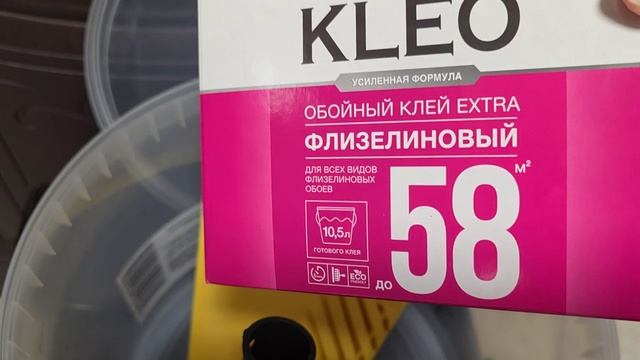 KLEO
УСИЛЕННАЯ ФОРМУЛА
ОБОЙНЫЙ КЛЕЙ EXTRA
ФЛИЗЕЛИНОВЫЙ
ДЛЯ ВСЕХ ВИДОВ
ФЛИЗЕЛИНОВЫХ
ОБОЕВ
10,5л
ГОТОВОГО КЛЕЯ
ECO
до 58 м²